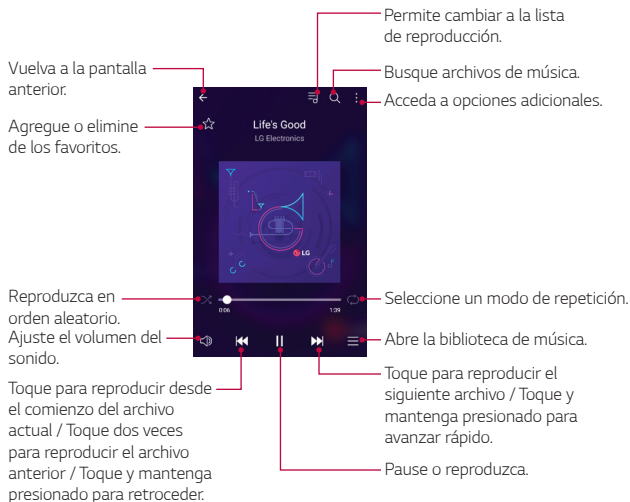 Permite cambiar a la lista
de reproducción.
Vuelva a la pantalla
anterior.
Busque archivos de música.
Acceda a opciones adicionales.
Agregue o elimine
de los favoritos.
Life's Good
LG Electronics
LG
Reproduzca en
orden aleatorio.
Seleccione un modo de repetición.
0:06
1:39
Ajuste el volumen del
sonido.
Abre la biblioteca de música.
Toque para reproducir desde
el comienzo del archivo
actual / Toque dos veces
para reproducir el archivo
anterior / Toque y mantenga
presionado para retroceder.
Toque para reproducir el
siguiente archivo / Toque y
mantenga presionado para
avanzar rápido.
Pause o reproduzca.